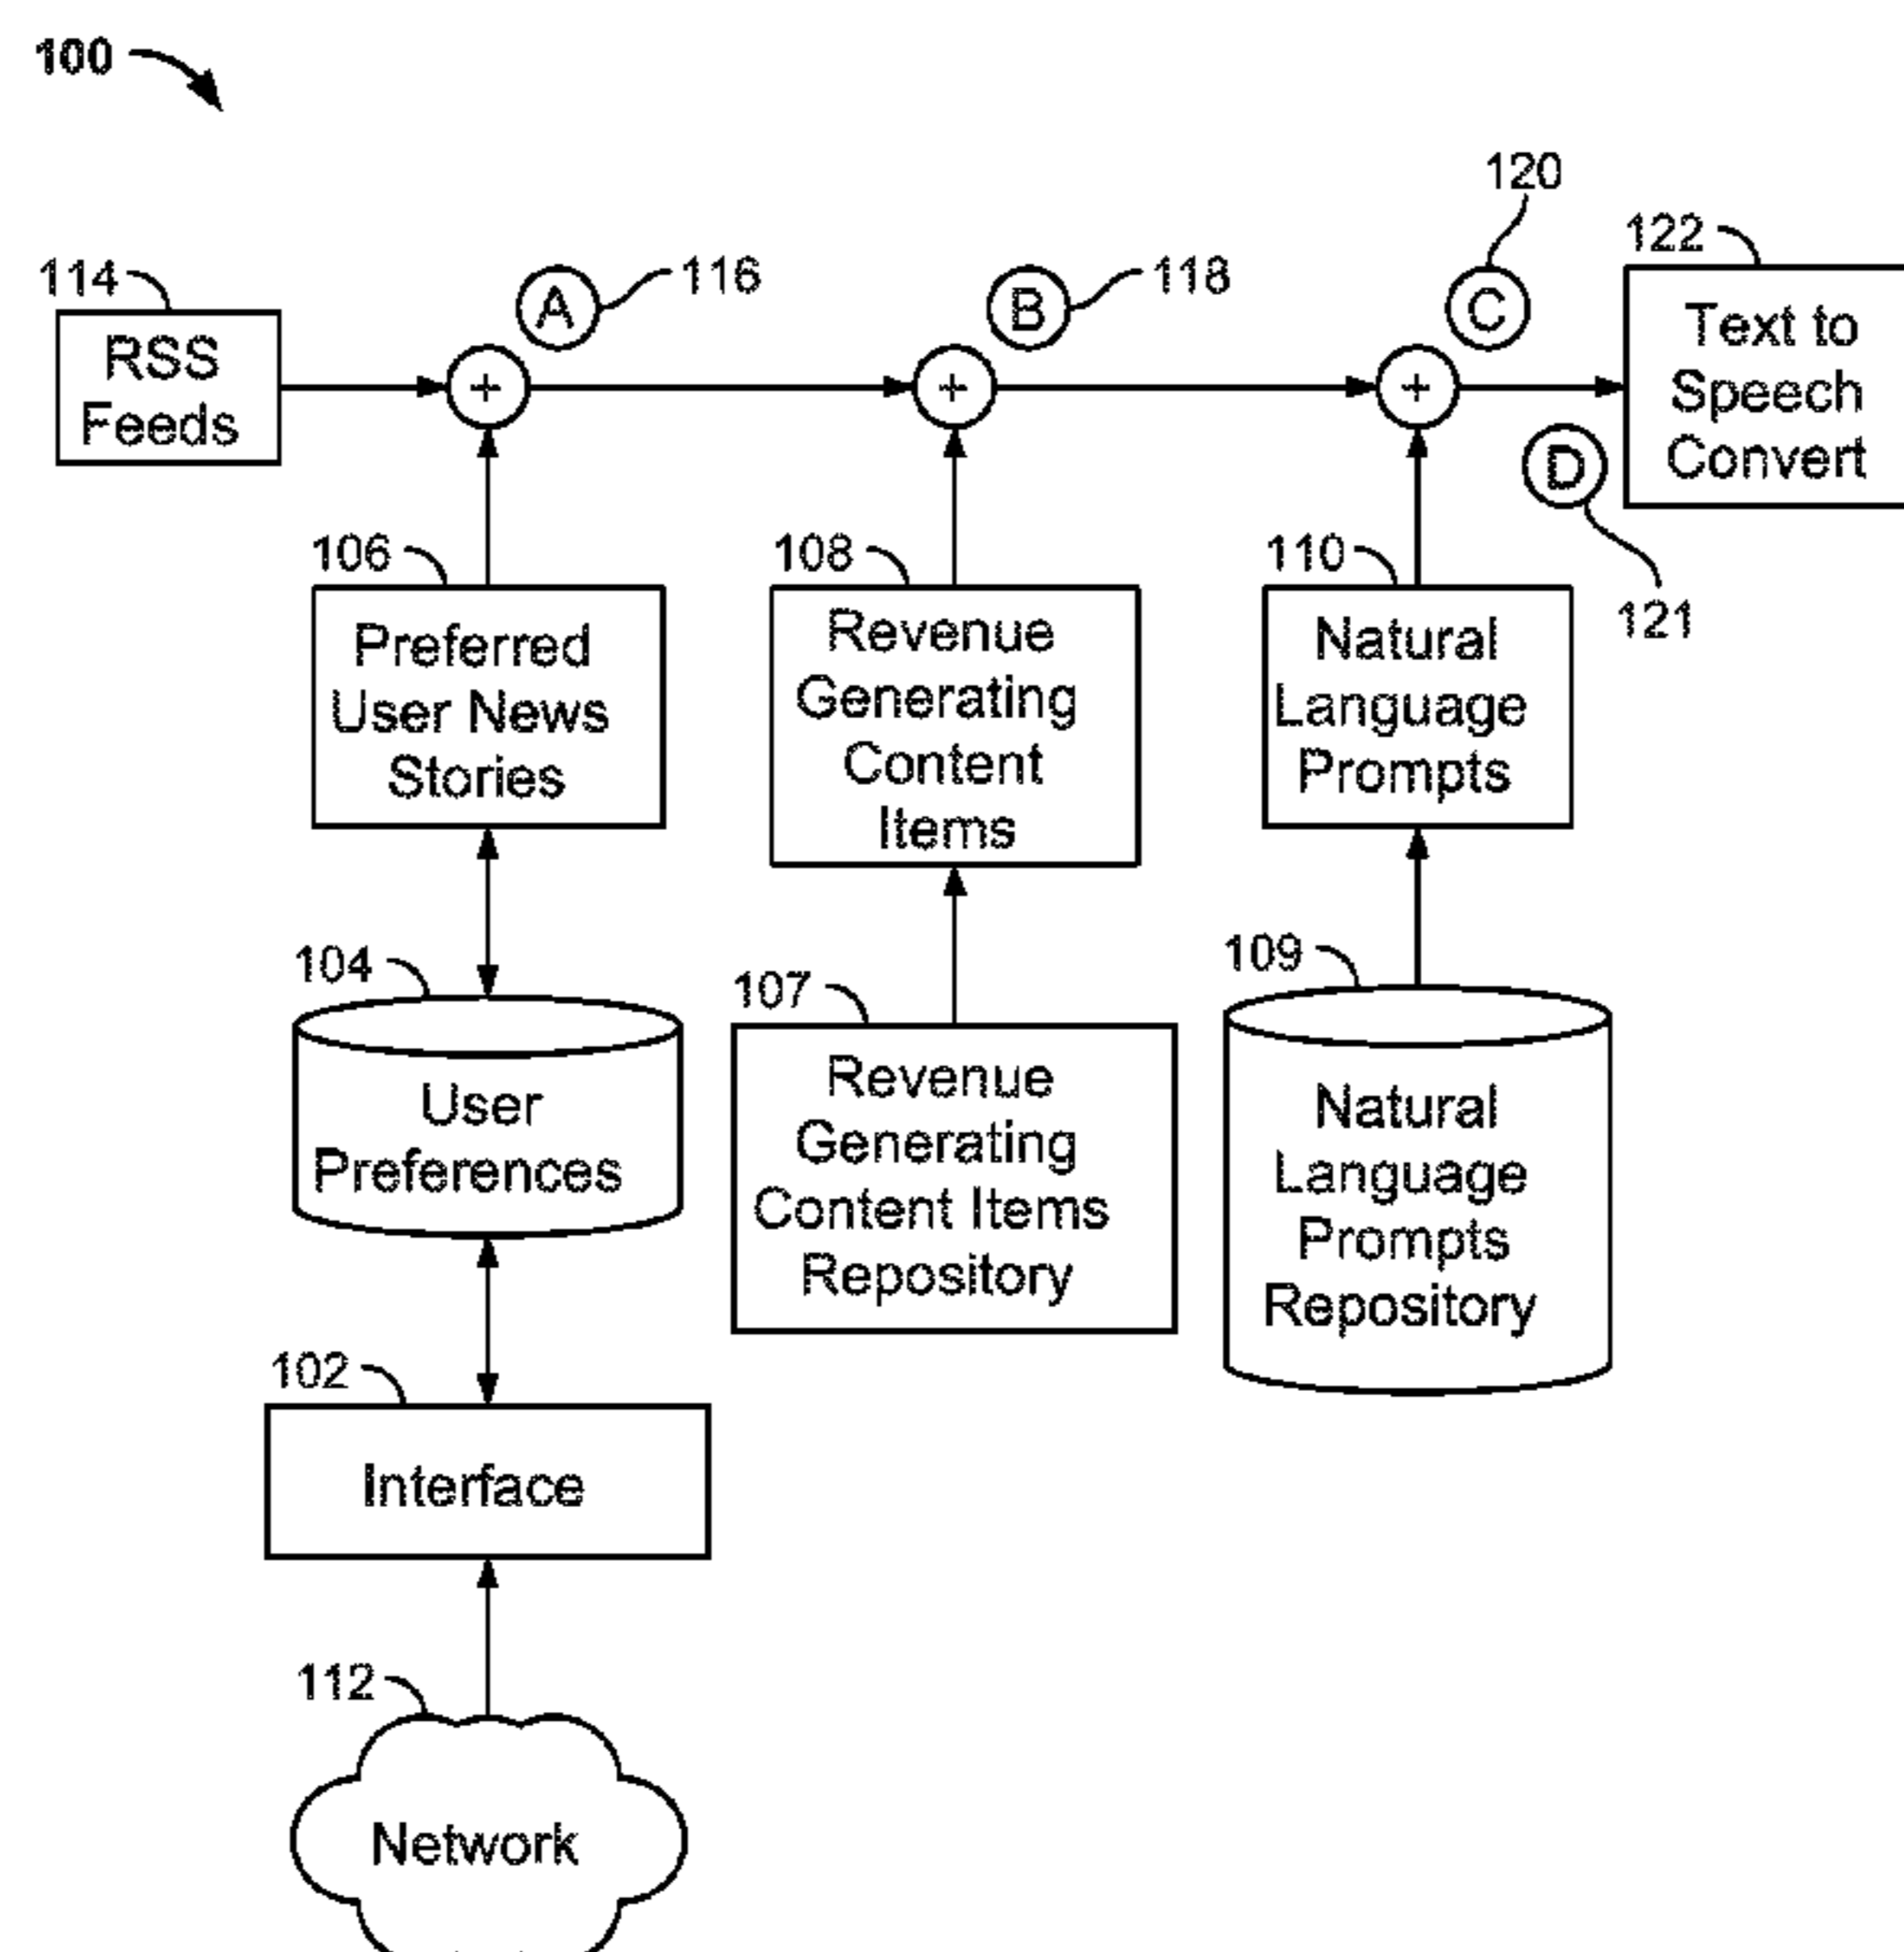 100
120
122
114
A
116
B
118
C
Text to
Speech
Convert
RSS
Feeds
+
+
+
D
121
106
Preferred
User News
Stories
108
Revenue
Generating
Content
Items
110
Natural
Language
Prompts
104
User
Preferences
107
Revenue
Generating
Content Items
Repository
109
Natural
Language
Prompts
Repository
102
Interface
112
Network